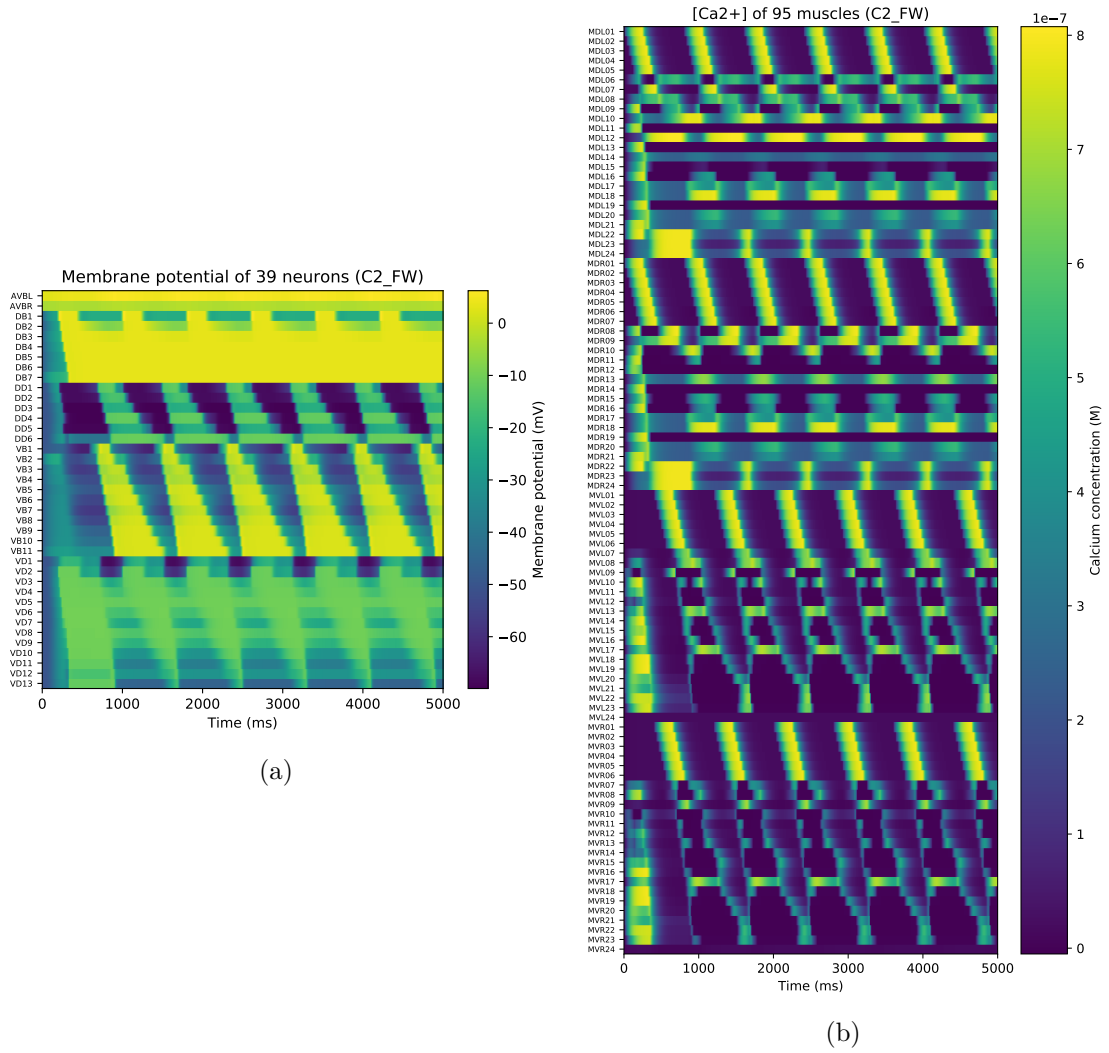 Membrane potential of 39 neurons (C2_FW)
AVBL
AVBR
DB1
DB2
DB3
DB4
DB5
DB6
DB7
DD1
DD2
DD3
DD4
DD5
DD6
VB1
VB2
VB3
VB4
VB5
VB6
VB7
VB8
VB9
VB10
VB11
VD1
VD2
VD3
VD4
VD5
VD6
VD7
VD8
VD9
VD10
VD11
VD12
VD13
0 1000 2000 3000 4000 5000
Time (ms)
0
−10
−20
−30
−40
−50
−60
Membrane potential (mV)
(a)
[Ca2+] of 95 muscles (C2_FW)
MDL01
MDL02
MDL03
MDL04
MDL05
MDL06
MDL07
MDL08
MDL09
MDL10
MDL11
MDL12
MDL13
MDL14
MDL15
MDL16
MDL17
MDL18
MDL19
MDL20
MDL21
MDL22
MDL23
MDL24
MDR01
MDR02
MDR03
MDR04
MDR05
MDR06
MDR07
MDR08
MDR09
MDR10
MDR11
MDR12
MDR13
MDR14
MDR15
MDR16
MDR17
MDR18
MDR19
MDR20
MDR21
MDR22
MDR23
MDR24
MVL01
MVL02
MVL03
MVL04
MVL05
MVL06
MVL07
MVL08
MVL09
MVL10
MVL11
MVL12
MVL13
MVL14
MVL15
MVL16
MVL17
MVL18
MVL19
MVL20
MVL21
MVL22
MVL23
MVL24
MVR01
MVR02
MVR03
MVR04
MVR05
MVR06
MVR07
MVR08
MVR09
MVR10
MVR11
MVR12
MVR13
MVR14
MVR15
MVR16
MVR17
MVR18
MVR19
MVR20
MVR21
MVR22
MVR23
MVR24
0 1000 2000 3000 4000 5000
Time (ms)
1e−7
8
7
6
5
4
3
2
1
0
Calcium concentration (M)
(b)